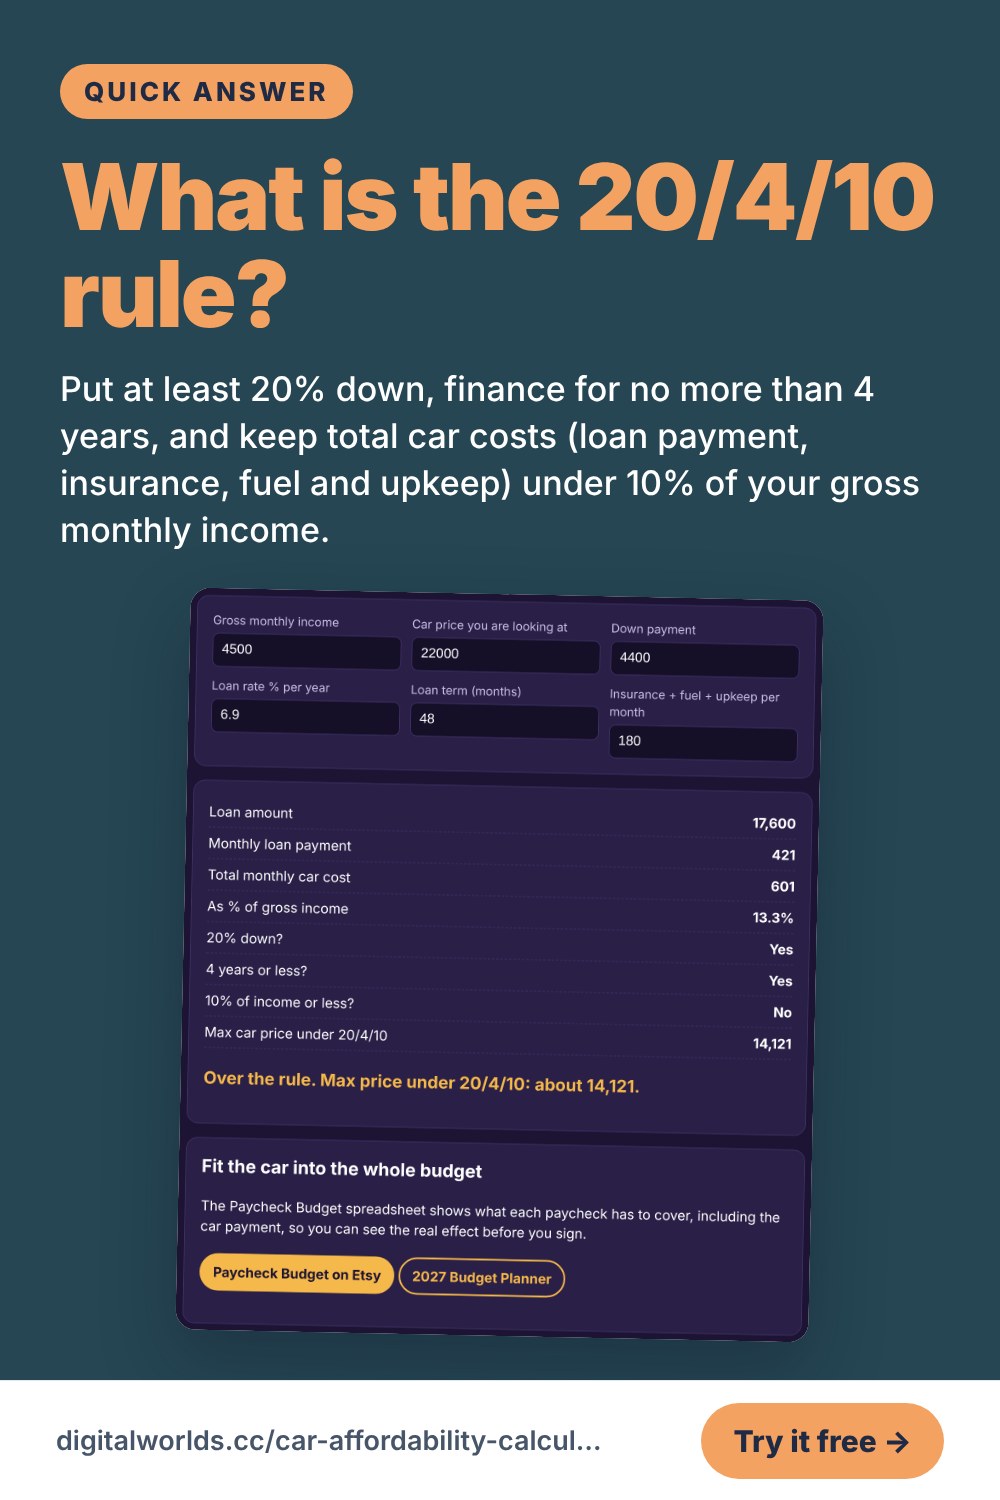 QUICK ANSWER
What is the 20/4/10
rule?
Put at least 20% down, finance for no more than 4
years, and keep total car costs (loan payment,
insurance, fuel and upkeep) under 10% of your gross
monthly income.
Gross monthly income
4500
Car price you are looking at
22000
Down payment
4400
Loan rate % per year
6.9
Loan term (months)
48
Insurance + fuel + upkeep per
month
180
Loan amount 17,600
Monthly loan payment 421
Total monthly car cost 601
As % of gross income 13.3%
20% down? Yes
4 years or less? Yes
10% of income or less? No
Max car price under 20/4/10 14,121
Over the rule. Max price under 20/4/10: about 14,121.
Fit the car into the whole budget
The Paycheck Budget spreadsheet shows what each paycheck has to cover, including the
car payment, so you can see the real effect before you sign.
Paycheck Budget on Etsy 2027 Budget Planner
digitalworlds.cc/car-affordability-calcul... Try it free →